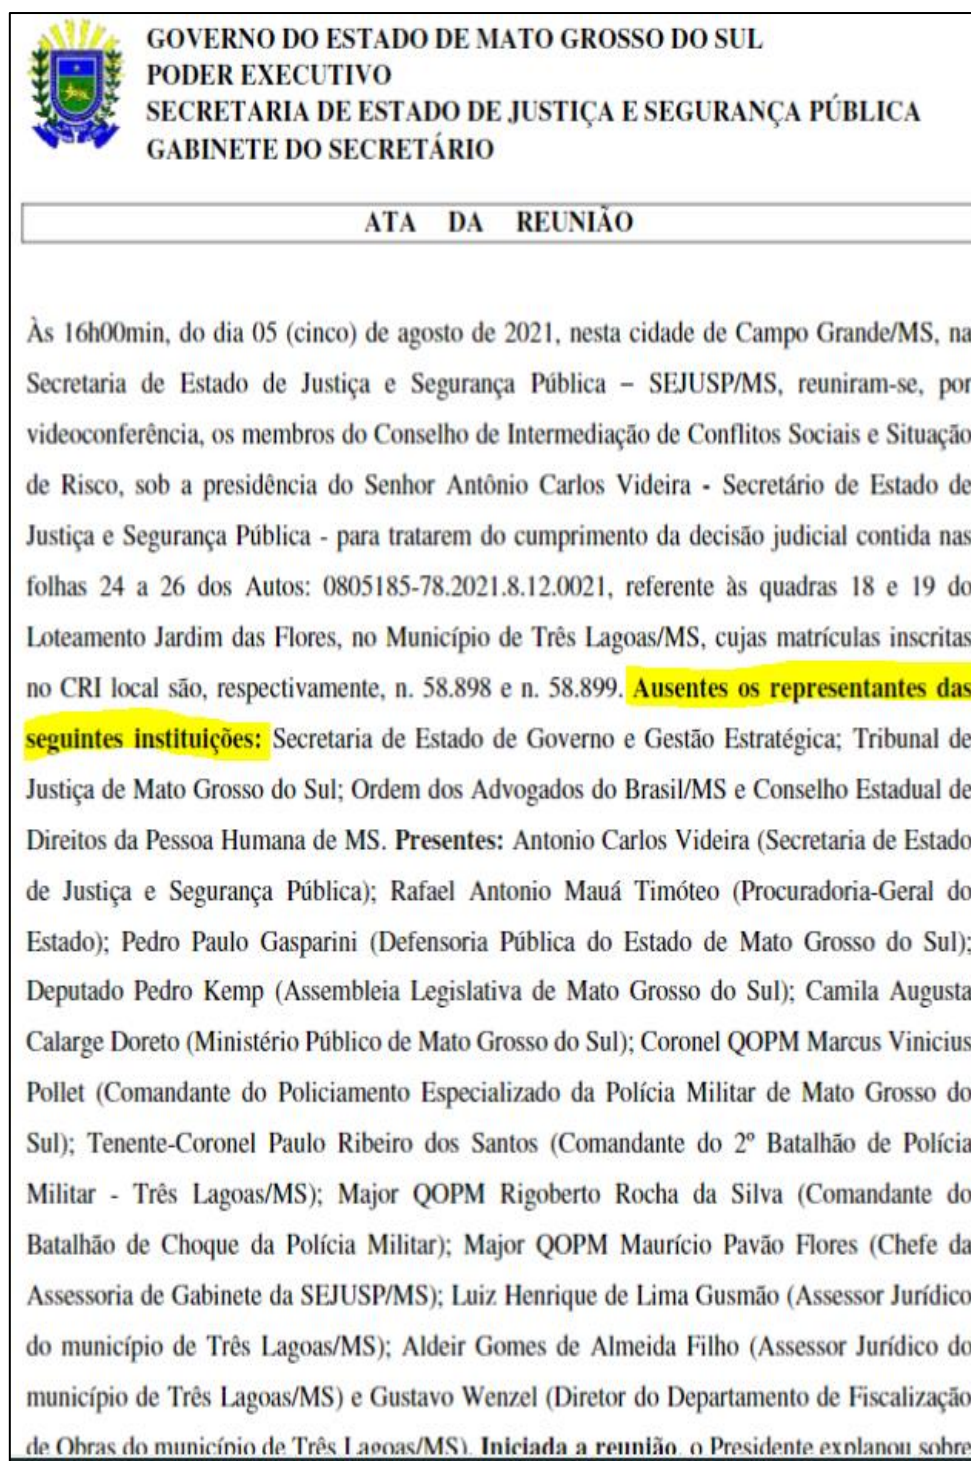 GOVERNO DO ESTADO DE MATO GROSSO DO SUL
PODER EXECUTIVO
SECRETARIA DE ESTADO DE JUSTIÇA E SEGURANÇA PÚBLICA
GABINETE DO SECRETÁRIO
ATA DA REUNIÃO
Às 16h00min, do dia 05 (cinco) de agosto de 2021, nesta cidade de Campo Grande/MS, na
Secretaria de Estado de Justiça e Segurança Pública – SEJUSP/MS, reuniram-se, por
videoconferência, os membros do Conselho de Intermediação de Conflitos Sociais e Situação
de Risco, sob a presidência do Senhor Antônio Carlos Videira - Secretário de Estado de
Justiça e Segurança Pública - para tratarem do cumprimento da decisão judicial contida nas
folhas 24 a 26 dos Autos: 0805185-78.2021.8.12.0021, referente às quadras 18 e 19 do
Loteamento Jardim das Flores, no Município de Três Lagoas/MS, cujas matrículas inscritas
no CRI local são, respectivamente, n. 58.898 e n. 58.899. Ausentes os representantes das
seguintes instituições: Secretaria de Estado de Governo e Gestão Estratégica; Tribunal de
Justiça de Mato Grosso do Sul; Ordem dos Advogados do Brasil/MS e Conselho Estadual de
Direitos da Pessoa Humana de MS. Presentes: Antonio Carlos Videira (Secretaria de Estado
de Justiça e Segurança Pública); Rafael Antonio Mauá Timóteo (Procuradoria-Geral do
Estado); Pedro Paulo Gasparini (Defensoria Pública do Estado de Mato Grosso do Sul);
Deputado Pedro Kemp (Assembleia Legislativa de Mato Grosso do Sul); Camila Augusta
Calarge Doreto (Ministério Público de Mato Grosso do Sul); Coronel QOPM Marcus Vinicius
Pollet (Comandante do Policiamento Especializado da Polícia Militar de Mato Grosso do
Sul); Tenente-Coronel Paulo Ribeiro dos Santos (Comandante do 2º Batalhão de Polícia
Militar - Três Lagoas/MS); Major QOPM Rigoberto Rocha da Silva (Comandante do
Batalhão de Choque da Polícia Militar); Major QOPM Maurício Pavão Flores (Chefe da
Assessoria de Gabinete da SEJUSP/MS); Luiz Henrique de Lima Gusmão (Assessor Jurídico
do município de Três Lagoas/MS); Aldeir Gomes de Almeida Filho (Assessor Jurídico do
município de Três Lagoas/MS) e Gustavo Wenzel (Diretor do Departamento de Fiscalização
de Obras do município de Três Lagoas/MS). Iniciada a reunião, o Presidente explanou sobre